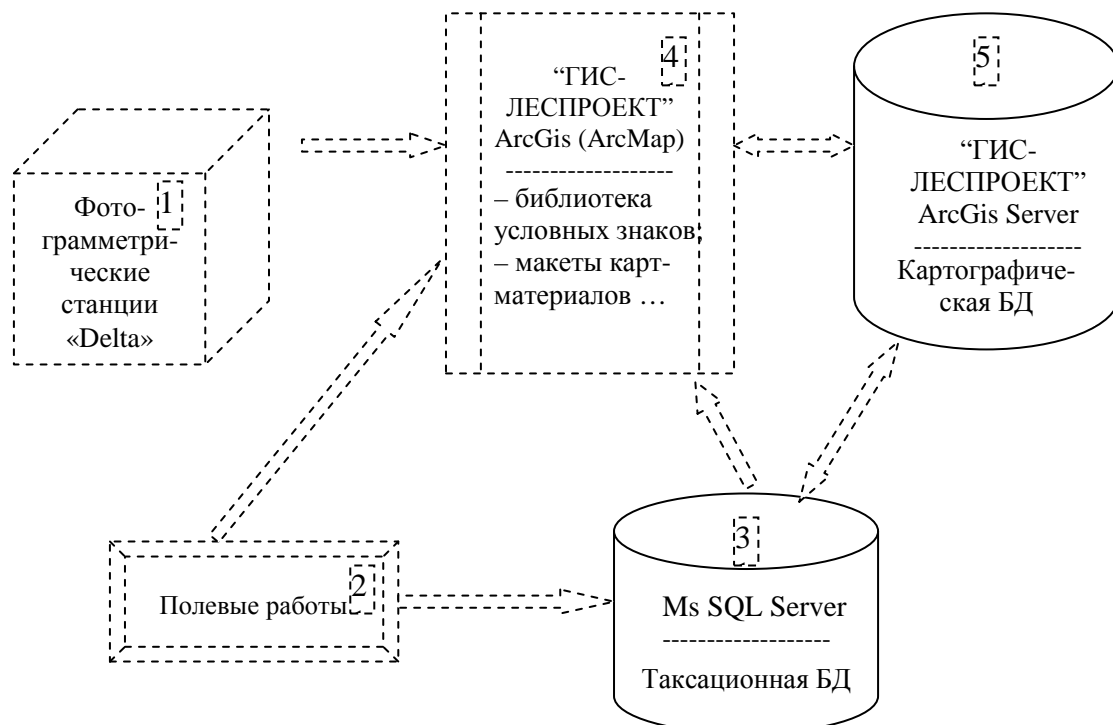 1
Фото-
грамметри-
ческие
станции
«Delta»
4
“ГИС-
ЛЕСПРОЕКТ”
ArcGis (ArcMap)
--------------------
– библиотека
условных знаков;
– макеты карт-
материалов …
5
“ГИС-
ЛЕСПРОЕКТ”
ArcGis Server
--------------------
Картографиче-
ская БД
2
Полевые работы
3
Ms SQL Server
--------------------
Таксационная БД